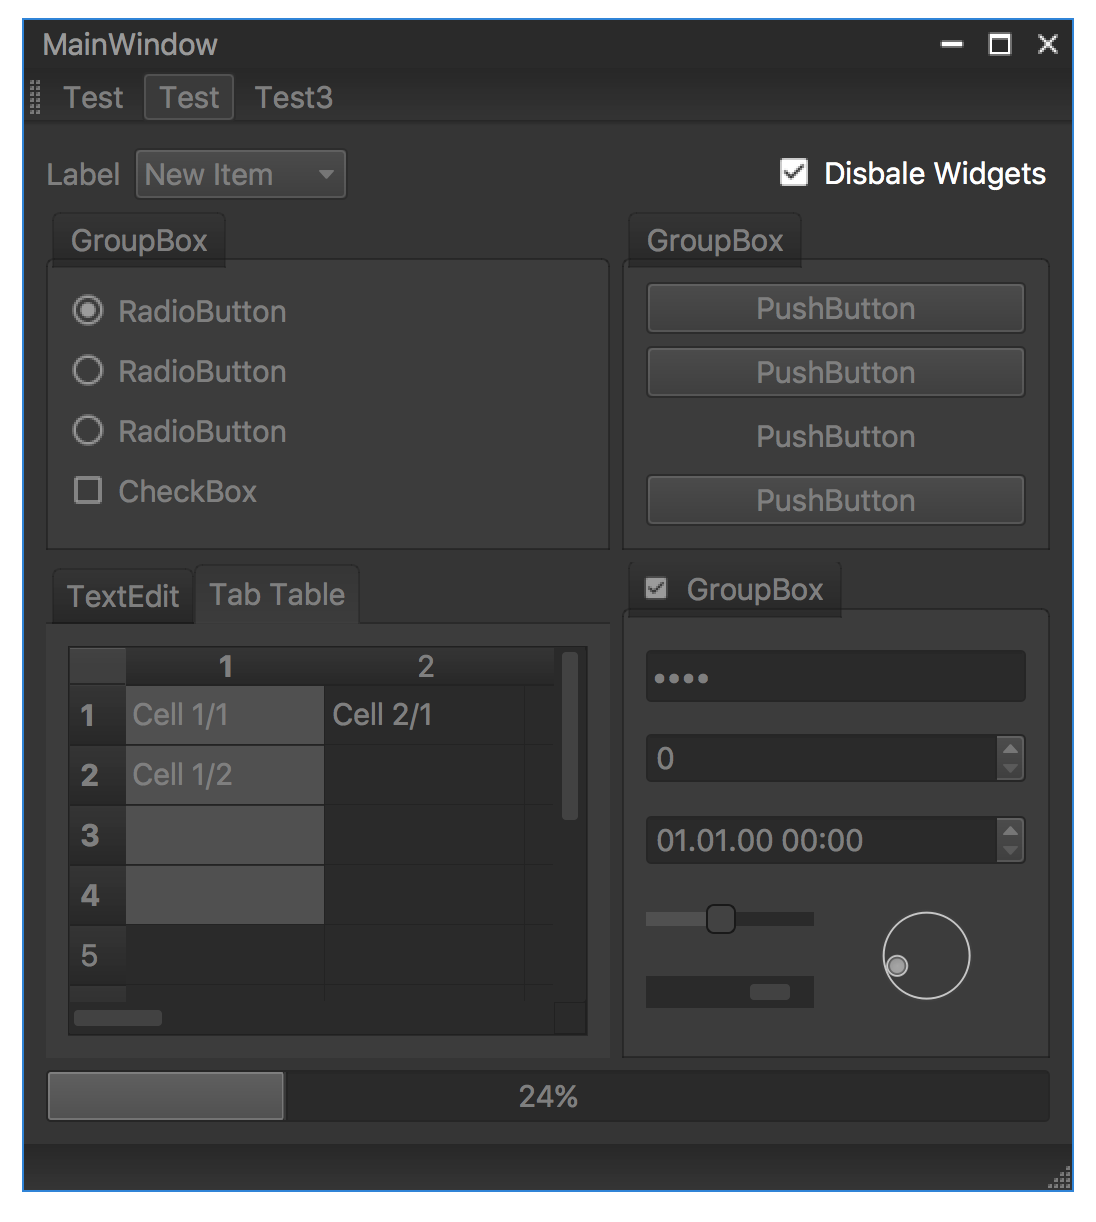 MainWindow
Test Test Test3
Label New Item Disbale Widgets
GroupBox
RadioButton
RadioButton
RadioButton
CheckBox
GroupBox
PushButton
PushButton
PushButton
PushButton
TextEdit Tab Table
1 2
1 Cell 1/1 Cell 2/1
2 Cell 1/2
3
4
5
GroupBox
••••
0
01.01.00 00:00
24%